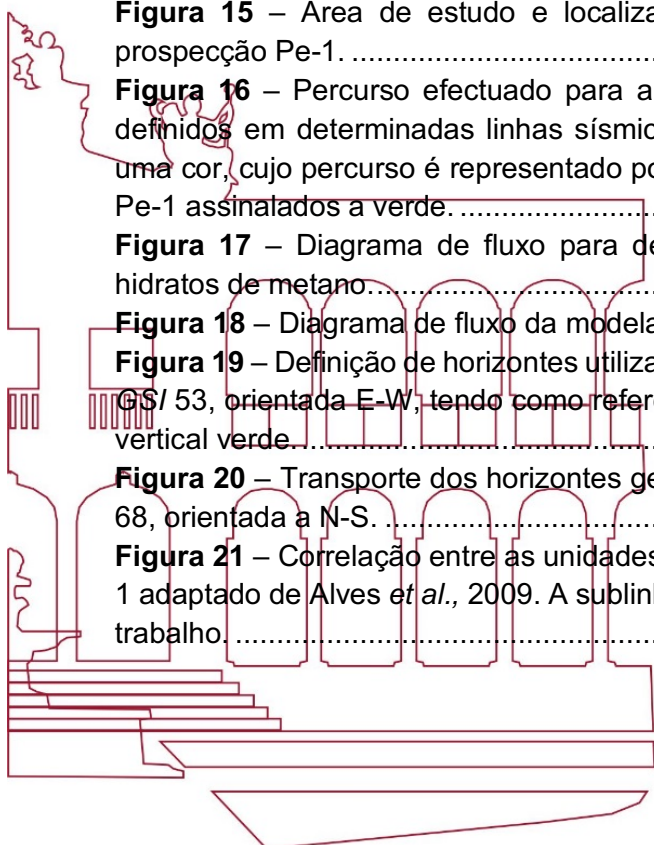 Figura 15 – Área de estudo e localiza
prospecção Pe-1. ..............................
Figura 16 – Percurso efectuado para a
definidos em determinadas linhas sísmic
uma cor, cujo percurso é representado po
Pe-1 assinalados a verde. ...................
Figura 17 – Diagrama de fluxo para de
hidratos de metano..............................
Figura 18 – Diagrama de fluxo da modela
Figura 19 – Definição de horizontes utiliza
GSI 53, orientada E-W, tendo como refer
vertical verde.......................................
Figura 20 – Transporte dos horizontes ge
68, orientada a N-S. ...........................
Figura 21 – Correlação entre as unidades
1 adaptado de Alves et al., 2009. A sublinh
trabalho. ............................................